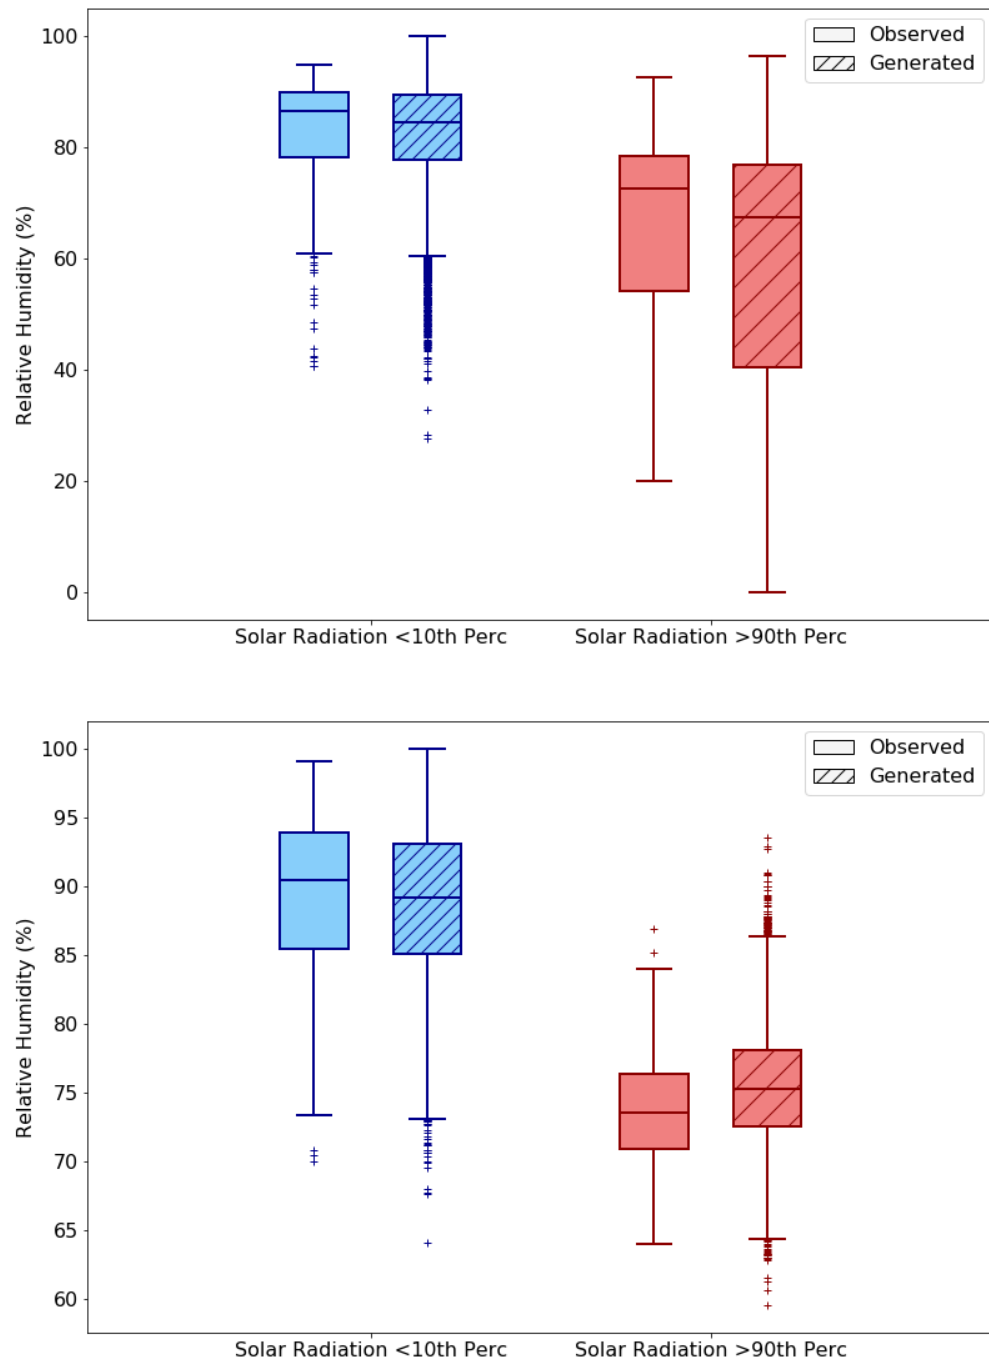 100
80
60
40
20
0
Relative Humidity (%)
Observed
Generated
Solar Radiation <10th Perc
Solar Radiation >90th Perc
100
95
90
85
80
75
70
65
60
Relative Humidity (%)
Observed
Generated
Solar Radiation <10th Perc
Solar Radiation >90th Perc